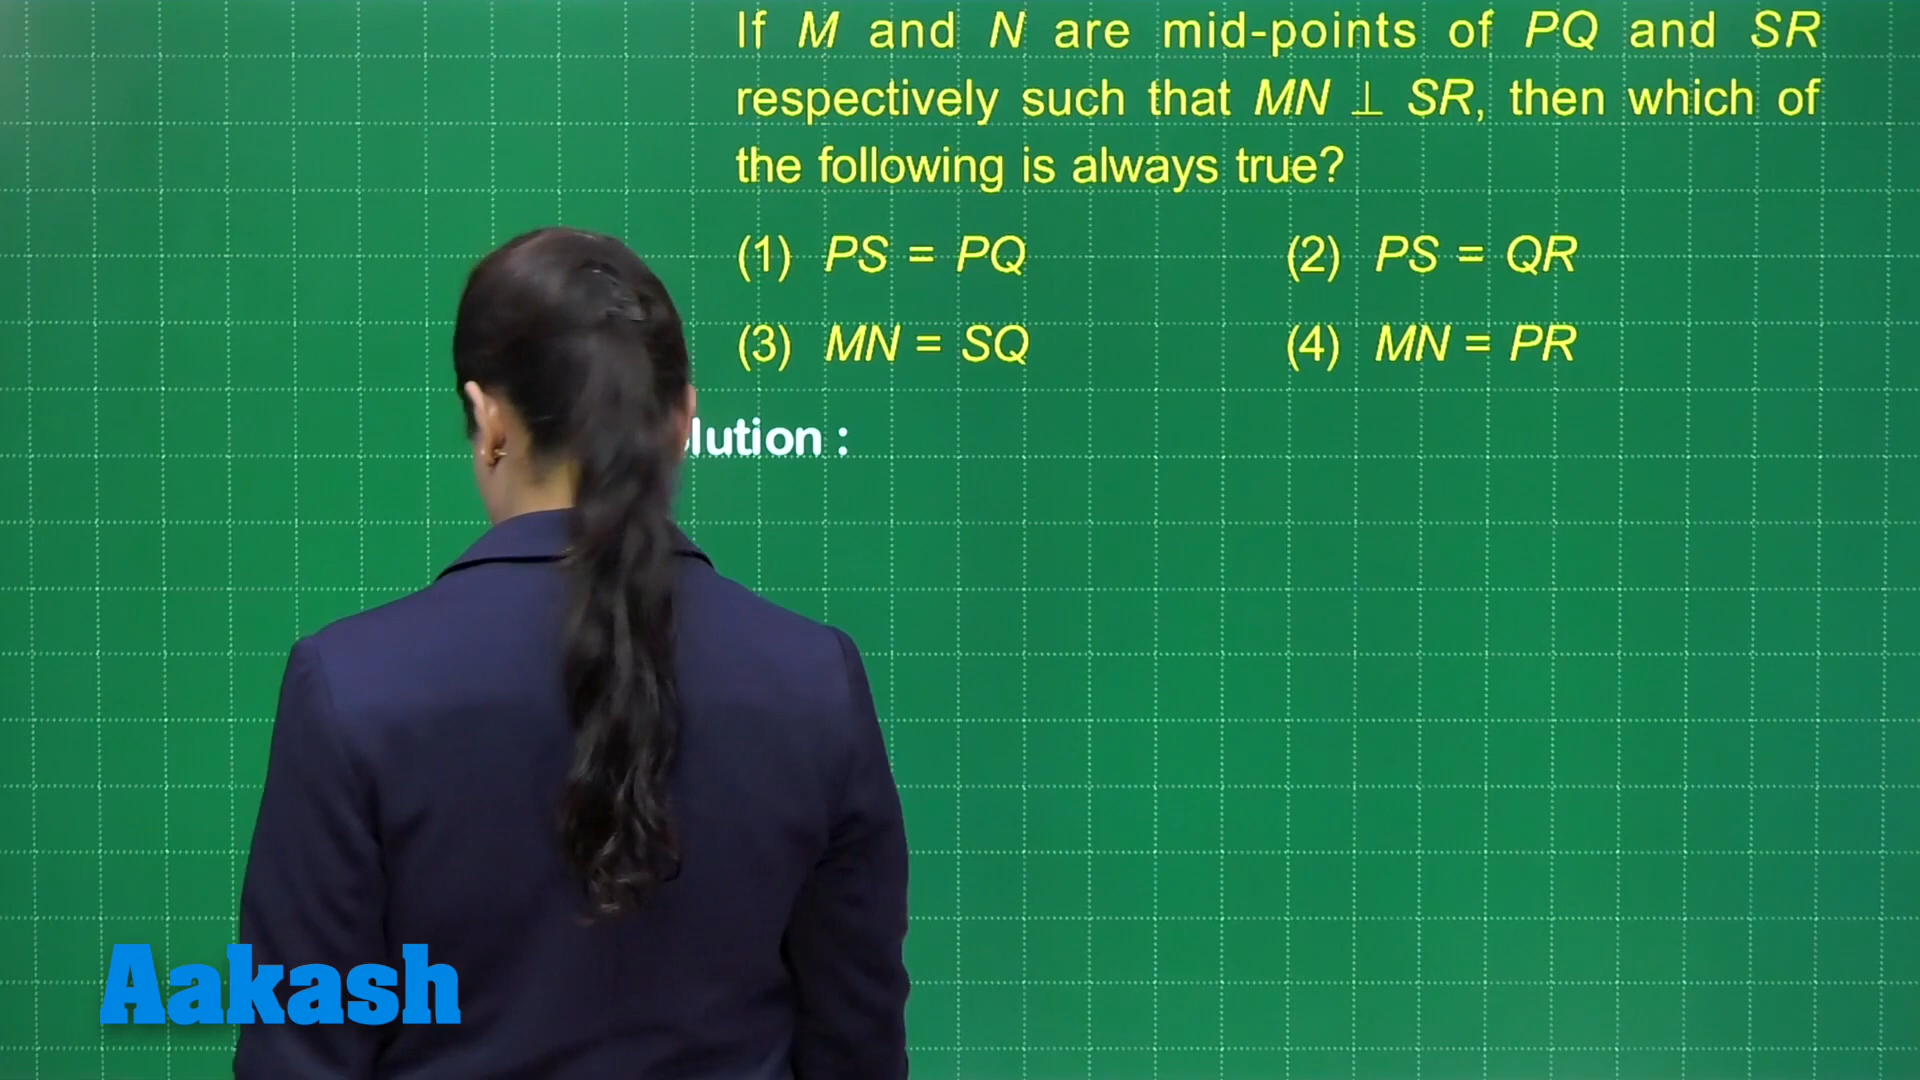 If M and N are mid-points of PQ and SR
respectively such that MN ⊥ SR, then which of
the following is always true?
(1) PS = PQ (2) PS = QR
(3) MN = SQ (4) MN = PR
lution :
Aakash